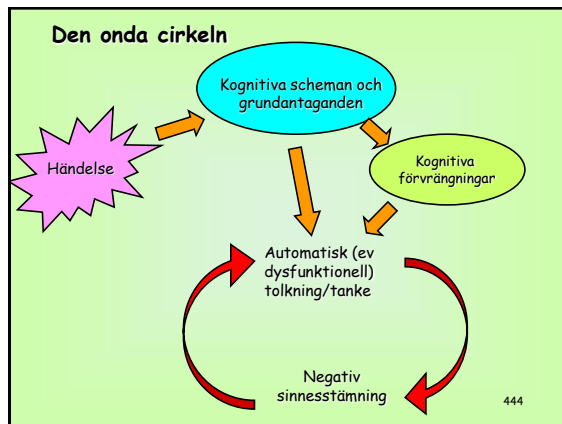 Den onda cirkeln
Kognitiva scheman och
grundantaganden
Händelse
Kognitiva
förvrängningar
Automatisk (ev
dysfunktionell)
tolkning/tanke
Negativ
sinnesstämning
444